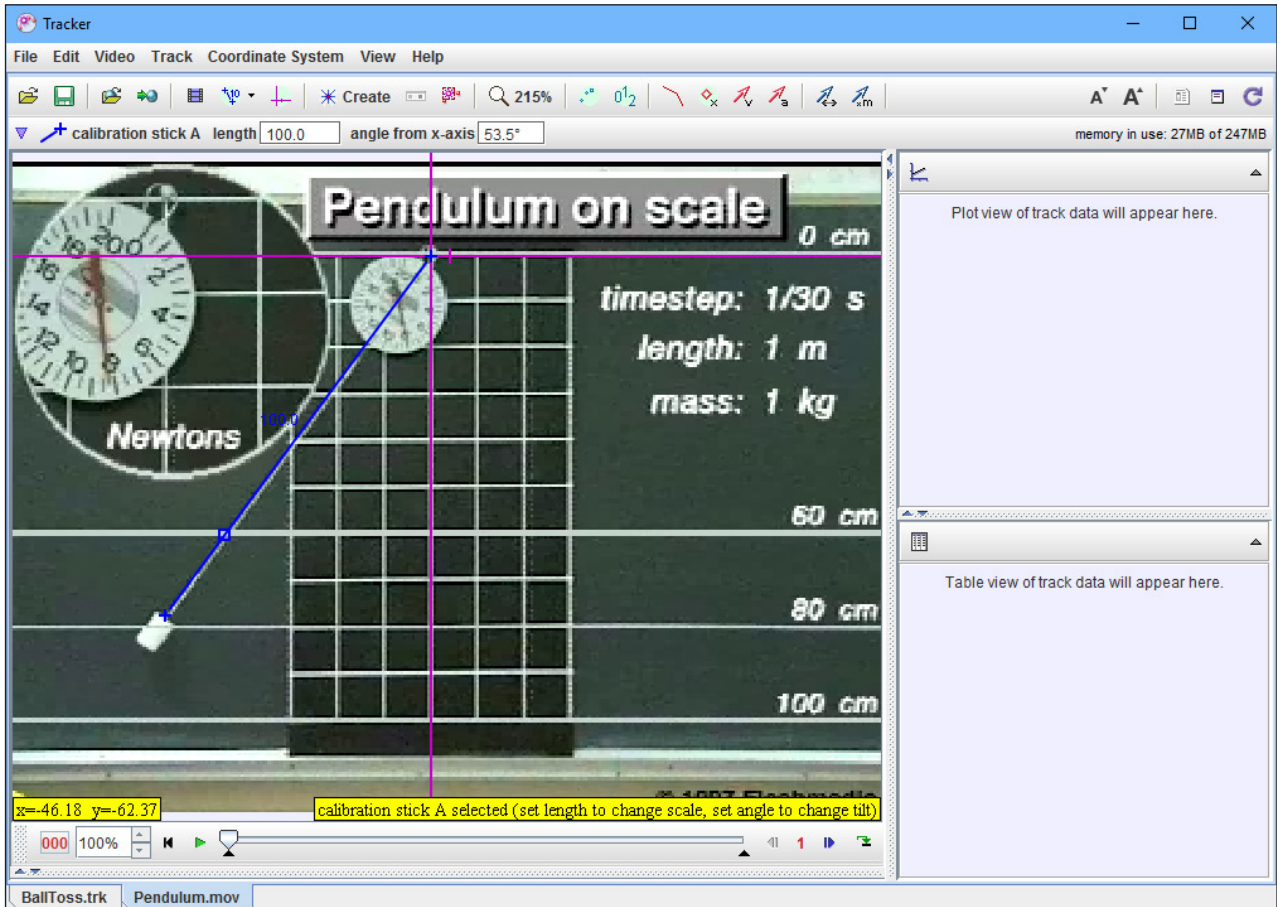 Tracker
File Edit Video Track Coordinate System View Help
Create 215%
calibration stick A length 100.0 angle from x-axis 53.5° memory in use: 27MB of 247MB
Pendulum on scale
0 cm
timestep: 1/30 s
length: 1 m
mass: 1 kg
Newtons
100.0
60 cm
80 cm
100 cm
Plot view of track data will appear here.
Table view of track data will appear here.
x=-46.18 y=-62.37 calibration stick A selected (set length to change scale, set angle to change tilt)
000 100% 1
BallToss.trk Pendulum.mov